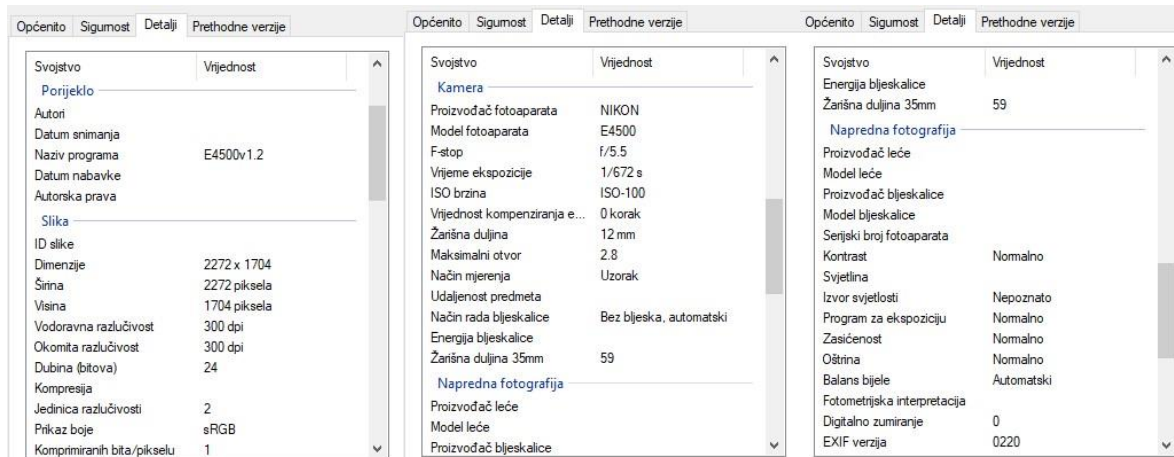 Općenito Sigurnost Detalji Prethodne verzije
Svojstvo Vrijednost
Porijeklo
Autori
Datum snimanja
Naziv programa E4500v1.2
Datum nabavke
Autorska prava
Slika
ID slike
Dimenzije 2272 x 1704
Širina 2272 piksela
Visina 1704 piksela
Vodoravna razlučivost 300 dpi
Okomita razlučivost 300 dpi
Dubina (bitova) 24
Kompresija
Jedinica razlučivosti 2
Prikaz boje sRGB
Komprimiranih bita/pikselu 1
Općenito Sigurnost Detalji Prethodne verzije
Svojstvo Vrijednost
Kamera
Proizvođač fotoaparata NIKON
Model fotoaparata E4500
F-stop f/5.5
Vrijeme ekspozicije 1/672 s
ISO brzina ISO-100
Vrijednost kompenziranja e... 0 korak
Žarišna duljina 12 mm
Maksimalni otvor 2.8
Način mjerenja Uzorak
Udaljenost predmeta
Način rada bljeskalice Bez bljeska, automatski
Energija bljeskalice
Žarišna duljina 35mm 59
Napredna fotografija
Proizvođač leće
Model leće
Proizvođač bljeskalice
Općenito Sigurnost Detalji Prethodne verzije
Svojstvo Vrijednost
Energija bljeskalice
Žarišna duljina 35mm 59
Napredna fotografija
Proizvođač leće
Model leće
Proizvođač bljeskalice
Model bljeskalice
Serijski broj fotoaparata
Kontrast Normalno
Svjetlina
Izvor svjetlosti Nepoznato
Program za ekspoziciju Normalno
Zasićenost Normalno
Oštrina Normalno
Balans bijele Automatski
Fotometrijska interpretacija
Digitalno zumiranje 0
EXIF verzija 0220